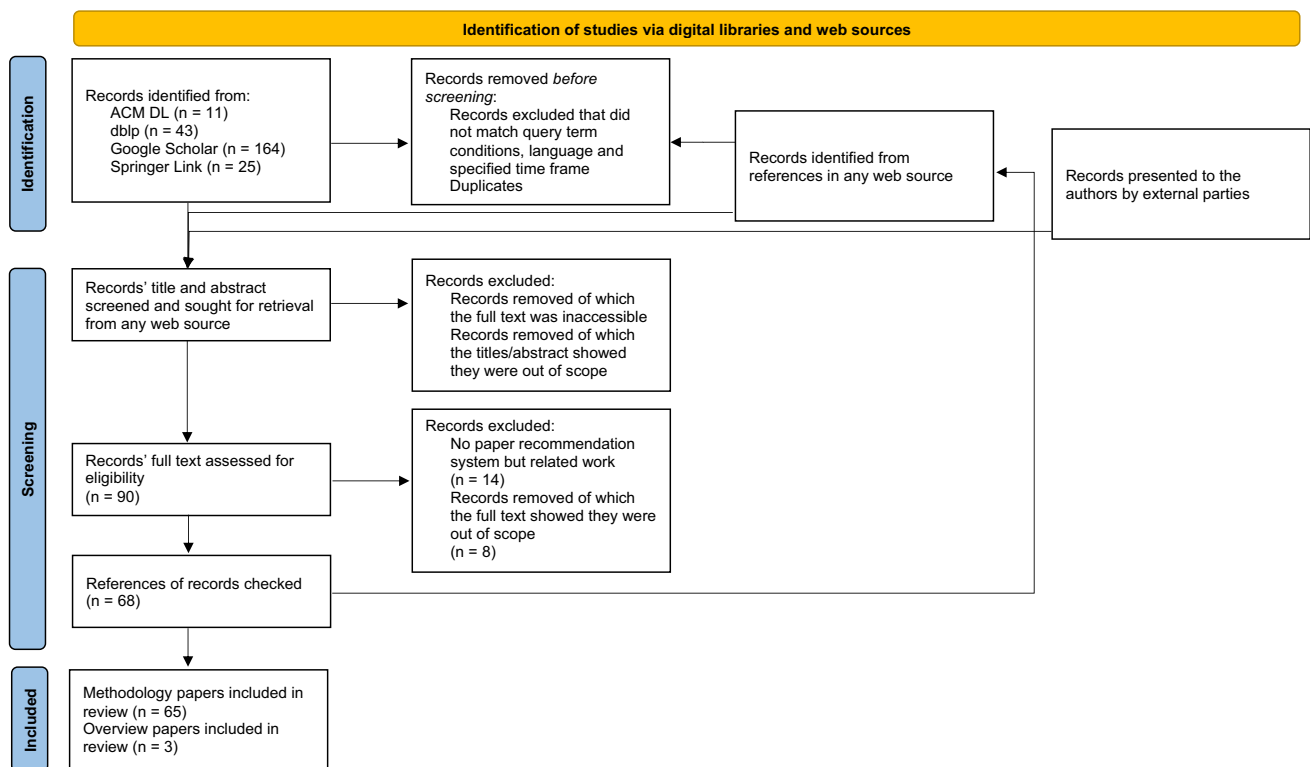 Identification of studies via digital libraries and web sources
Identification
Records identified from:
ACM DL (n = 11)
dblp (n = 43)
Google Scholar (n = 164)
Springer Link (n = 25)
Records removed before
screening:
Records excluded that did
not match query term
conditions, language and
specified time frame
Duplicates
Records identified from
references in any web source
Records presented to the
authors by external parties
Screening
Records’ title and abstract
screened and sought for retrieval
from any web source
Records excluded:
Records removed of which
the full text was inaccessible
Records removed of which
the titles/abstract showed
they were out of scope
Records’ full text assessed for
eligibility
(n = 90)
Records excluded:
No paper recommendation
system but related work
(n = 14)
Records removed of which
the full text showed they were
out of scope
(n = 8)
References of records checked
(n = 68)
Included
Methodology papers included in
review (n = 65)
Overview papers included in
review (n = 3)